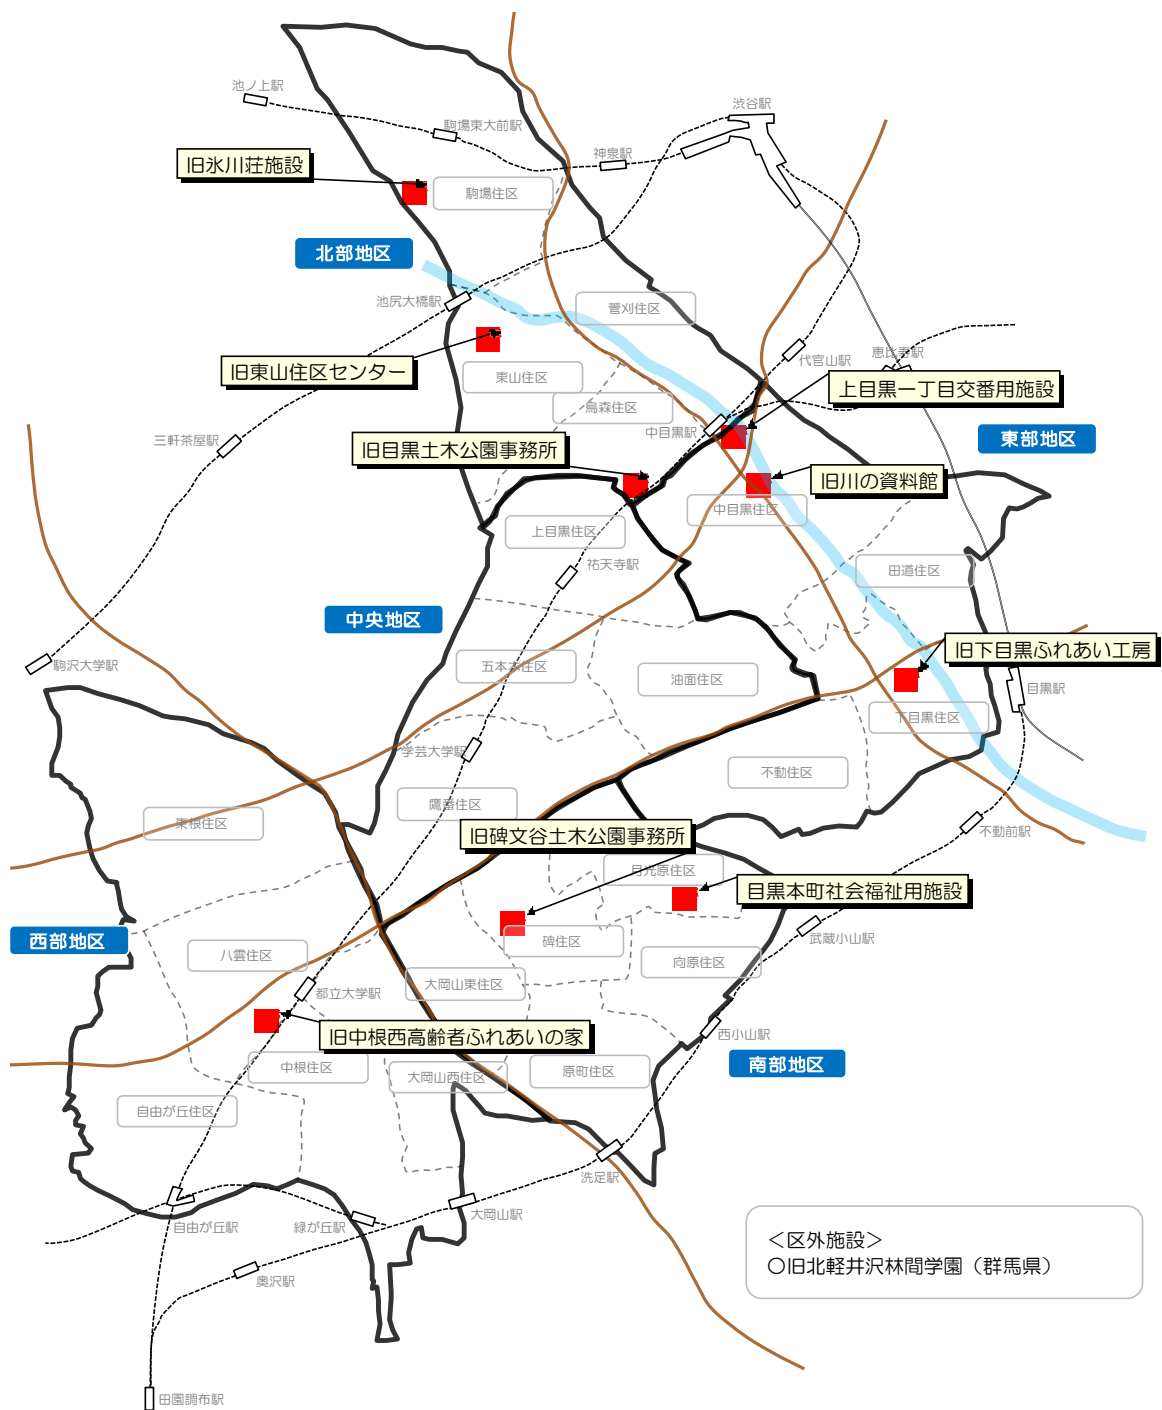 池ノ上駅
渋谷駅
駒場東大前駅
神泉駅
旧氷川荘施設
駒場住区
北部地区
池尻大橋駅
菅刈住区
代官山駅
恵比寿駅
旧東山住区センター
東山住区
上目黒一丁目交番用施設
烏森住区
三軒茶屋駅
中目黒駅
東部地区
旧目黒土木公園事務所
旧川の資料館
中目黒住区
上目黒住区
祐天寺駅
田道住区
中央地区
旧下目黒ふれあい工房
駒沢大学駅
五本木住区
油面住区
目黒駅
下目黒住区
学芸大学駅
不動住区
鷹番住区
東根住区
不動前駅
旧碑文谷土木公園事務所
月光原住区
目黒本町社会福祉用施設
西部地区
碑住区
武蔵小山駅
八雲住区
向原住区
大岡山東住区
都立大学駅
旧中根西高齢者ふれあいの家
西小山駅
中根住区
大岡山西住区
原町住区
南部地区
自由が丘住区
洗足駅
自由が丘駅
緑が丘駅
大岡山駅
奥沢駅
＜区外施設＞
〇旧北軽井沢林間学園（群馬県）
田園調布駅